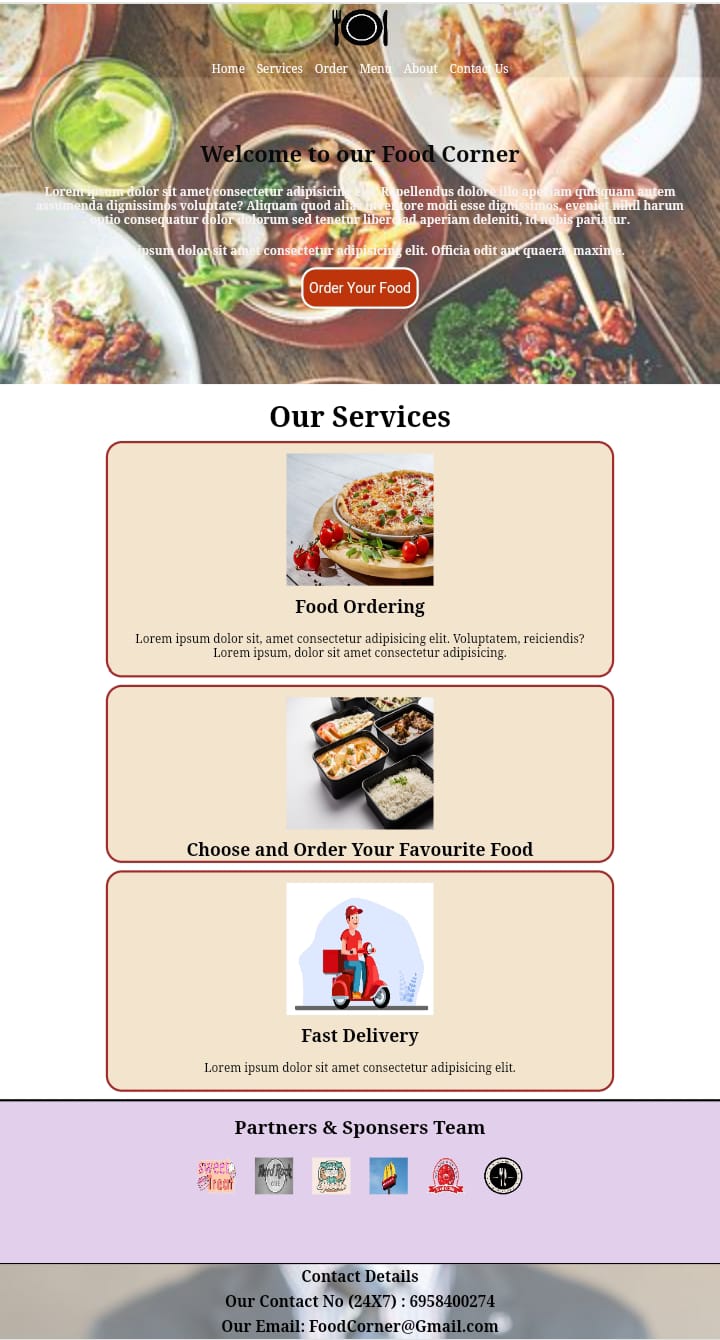 Home Services Order Menu About Contact Us
Welcome to our Food Corner
Lorem ipsum dolor sit amet consectetur adipisicing elit. Repellendus dolore illo aperiam quisquam autem
assumenda dignissimos voluptate? Aliquam quod alias inventore modi esse dignissimos, eveniet nihil harum
optio consequatur dolor dolorum sed tenetur libero ad aperiam deleniti, id nobis pariatur.
ipsum dolor sit amet consectetur adipisicing elit. Officia odit aut quaerat maxime.
Order Your Food
Our Services
Food Ordering
Lorem ipsum dolor sit, amet consectetur adipisicing elit. Voluptatem, reiciendis?
Lorem ipsum, dolor sit amet consectetur adipisicing.
Choose and Order Your Favourite Food
Fast Delivery
Lorem ipsum dolor sit amet consectetur adipisicing elit.
Partners & Sponsers Team
Sweet
Treat
Hard Rock
Contact Details
Our Contact No (24X7) : 6958400274
Our Email: FoodCorner@Gmail.com